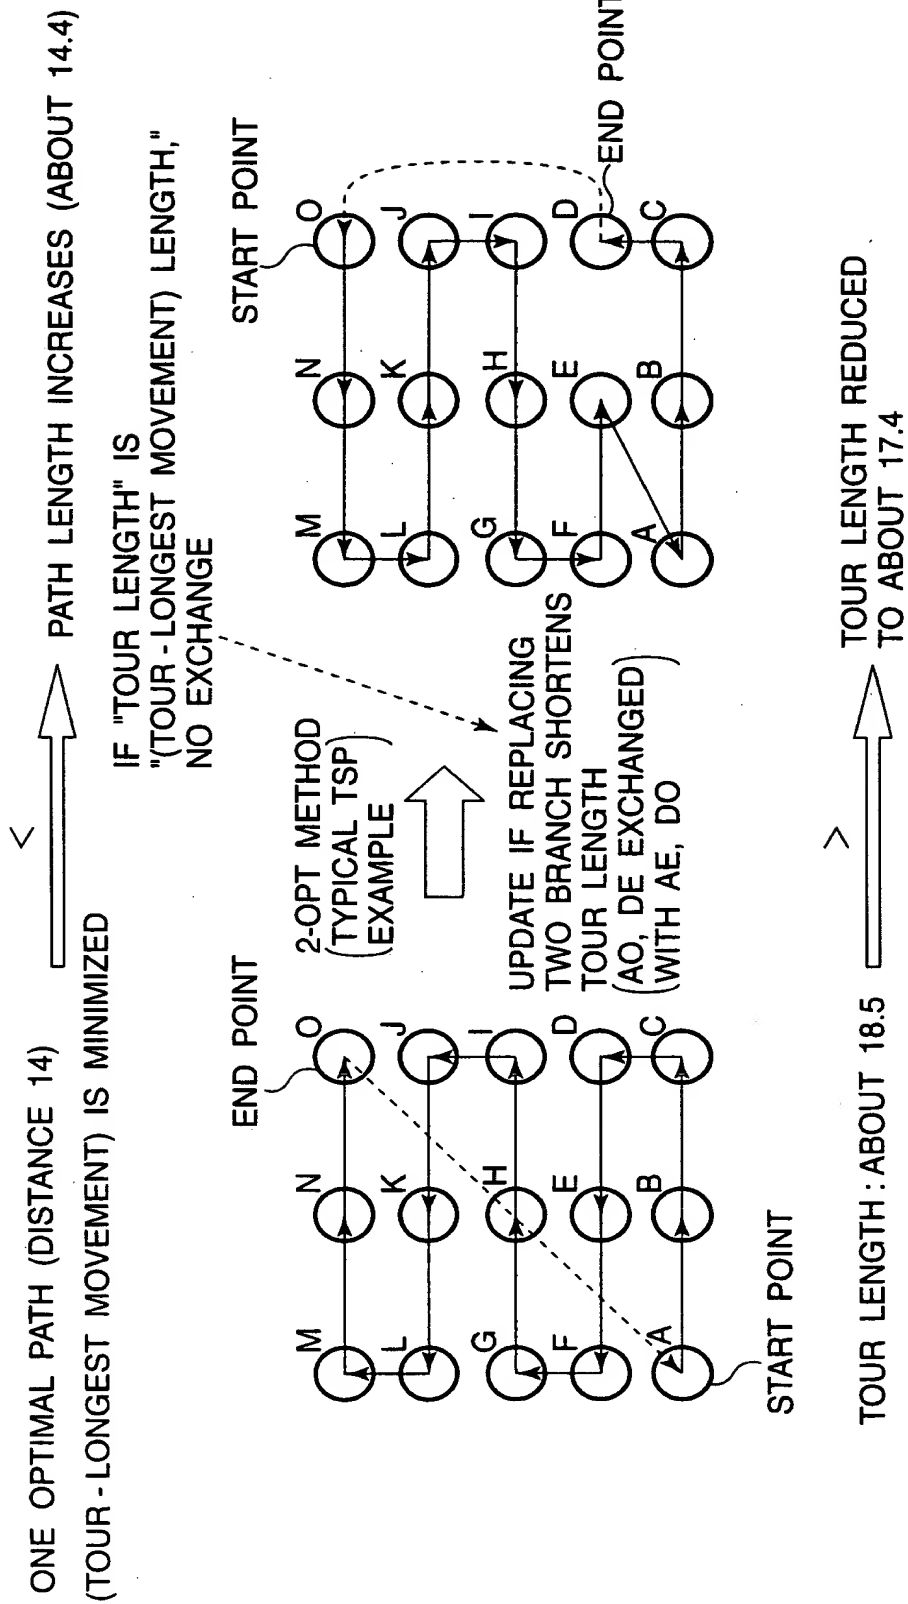 ONE OPTIMAL PATH (DISTANCE 14)
(TOUR - LONGEST MOVEMENT) IS MINIMIZED
<
PATH LENGTH INCREASES (ABOUT 14.4)
IF "TOUR LENGTH" IS
"(TOUR - LONGEST MOVEMENT) LENGTH,"
NO EXCHANGE
END POINT
M
N
O
L
K
J
G
H
I
F
E
D
A
B
C
START POINT
2-OPT METHOD
(TYPICAL TSP
EXAMPLE)
UPDATE IF REPLACING
TWO BRANCH SHORTENS
TOUR LENGTH
(AO, DE EXCHANGED
WITH AE, DO)
START POINT
M
N
O
L
K
J
G
H
I
F
E
D
A
B
C
END POINT
TOUR LENGTH : ABOUT 18.5
>
TOUR LENGTH REDUCED
TO ABOUT 17.4